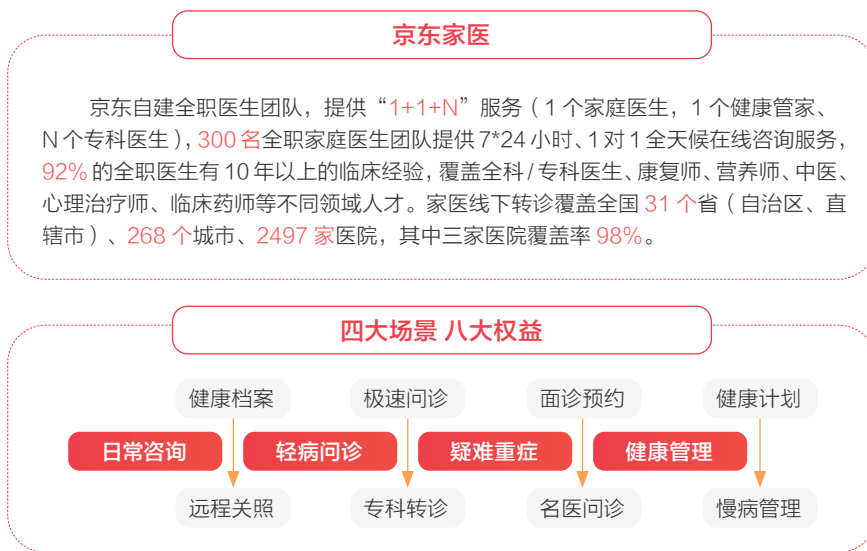 京东家医
京东自建全职医生团队，提供“1+1+N”服务（1个家庭医生，1个健康管家、
N个专科医生），300名全职家庭医生团队提供7*24小时、1对1全天候在线咨询服务，
92%的全职医生有10年以上的临床经验，覆盖全科/专科医生、康复师、营养师、中医、
心理治疗师、临床药师等不同领域人才。家医线下转诊覆盖全国31个省（自治区、直
辖市）、268个城市、2497家医院，其中三家医院覆盖率98%。
四大场景 八大权益
健康档案 极速问诊 面诊预约 健康计划
日常咨询 轻病问诊 疑难重症 健康管理
远程关照 专科转诊 名医问诊 慢病管理